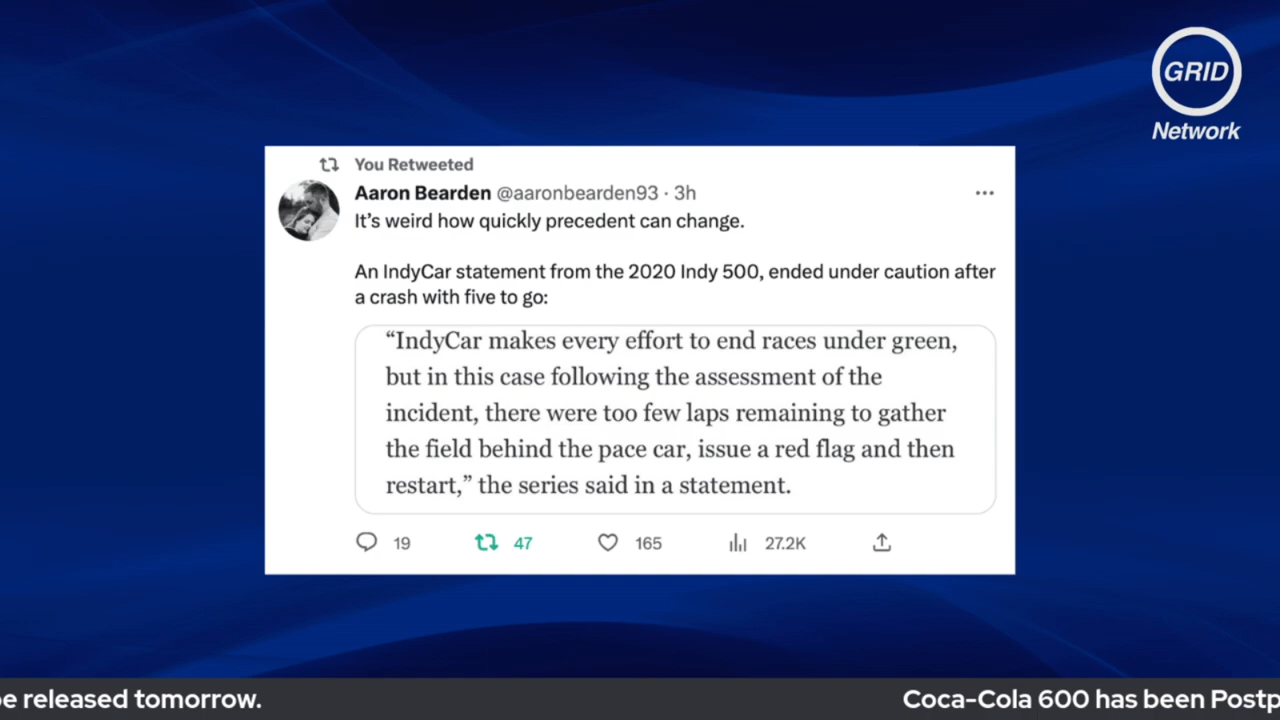 GRID
Network
You Retweeted
Aaron Bearden @aaronbearden93 · 3h
It’s weird how quickly precedent can change.
An IndyCar statement from the 2020 Indy 500, ended under caution after
a crash with five to go:
“IndyCar makes every effort to end races under green,
but in this case following the assessment of the
incident, there were too few laps remaining to gather
the field behind the pace car, issue a red flag and then
restart,” the series said in a statement.
19 47 165 27.2K
e released tomorrow. Coca-Cola 600 has been Postp